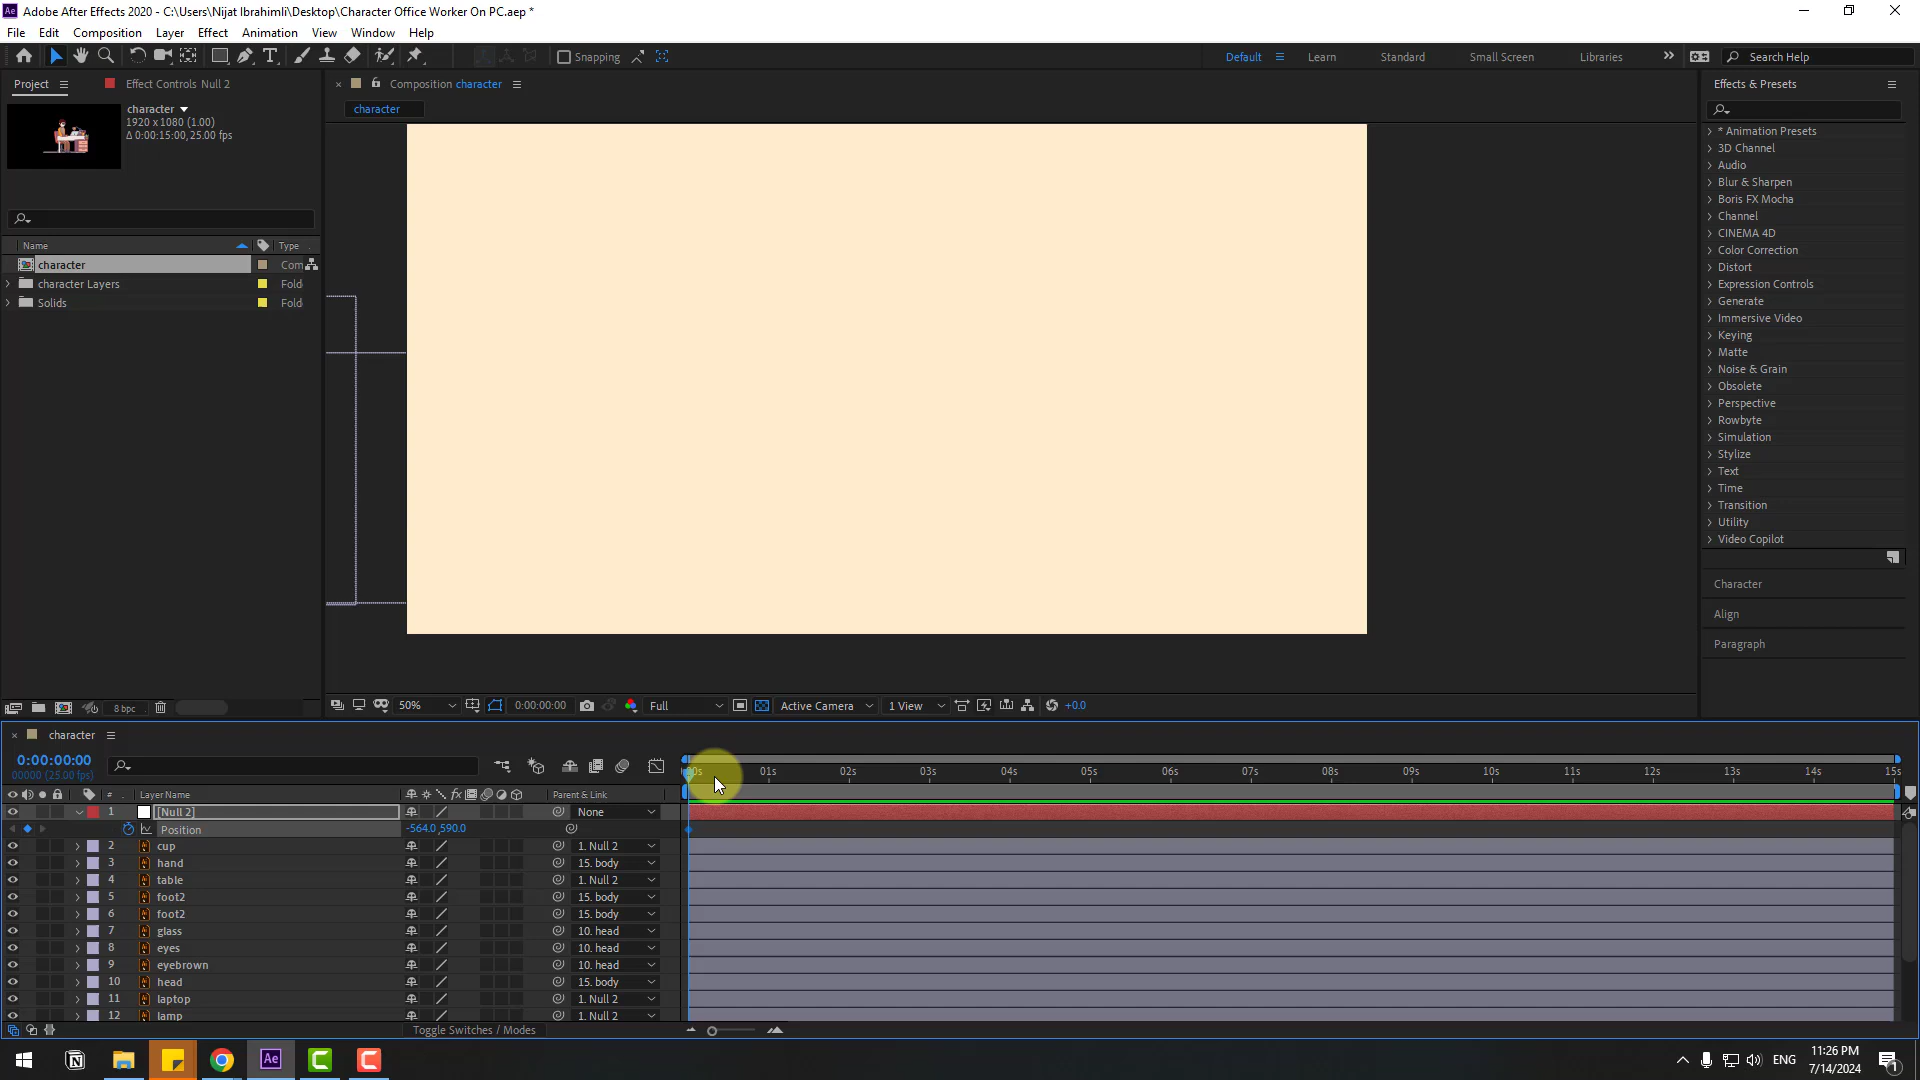 Ae Adobe After Effects 2020 - C:\Users\Nijat Ibrahimli\Desktop\Character Office Worker On PC.aep *
File Edit Composition Layer Effect Animation View Window Help
Snapping Default Learn Standard Small Screen Libraries Search Help
Project Effect Controls Null 2 Composition character Effects & Presets
character
character
1920 x 1080 (1.00)
Δ 0:00:15:00, 25.00 fps
* Animation Presets
3D Channel
Audio
Blur & Sharpen
Boris FX Mocha
Channel
CINEMA 4D
Color Correction
Distort
Expression Controls
Generate
Immersive Video
Keying
Matte
Noise & Grain
Obsolete
Perspective
Rowbyte
Simulation
Stylize
Text
Time
Transition
Utility
Video Copilot
Character
Align
Paragraph
Name Type
character Com
character Layers Fold
Solids Fold
8 bpc 50% 0:00:00:00 Full Active Camera 1 View +0.0
character
0:00:00:00
00000 (25.00 fps)
00s 01s 02s 03s 04s 05s 06s 07s 08s 09s 10s 11s 12s 13s 14s 15s
# Layer Name fx Parent & Link
1 [Null 2] None
Position -564.0,590.0
2 cup 1. Null 2
3 hand 15. body
4 table 1. Null 2
5 foot2 15. body
6 foot2 15. body
7 glass 10. head
8 eyes 10. head
9 eyebrown 10. head
10 head 15. body
11 laptop 1. Null 2
12 lamp 1. Null 2
Toggle Switches / Modes
Ae ENG 11:26 PM
7/14/2024 1